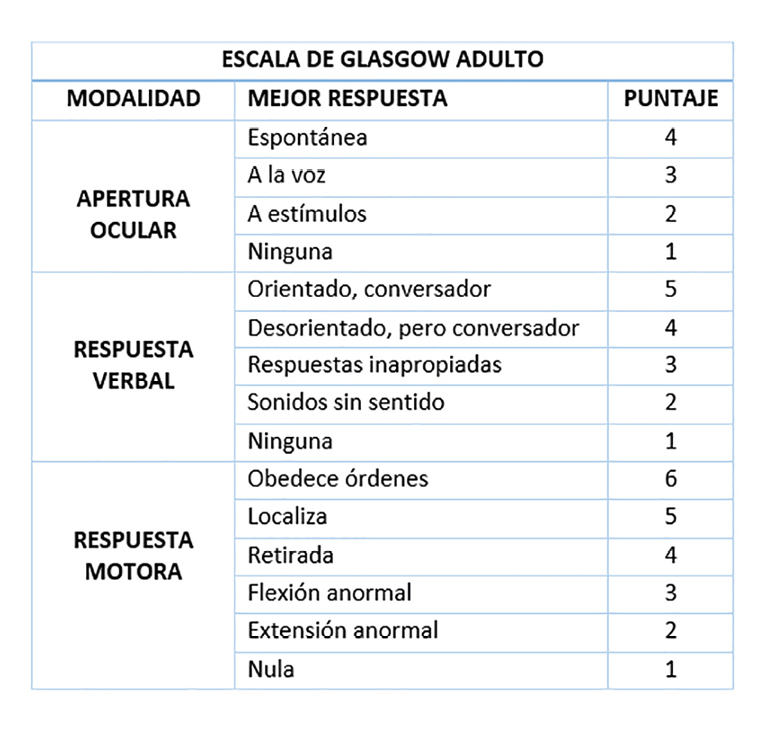 ESCALA DE GLASGOW ADULTO
MODALIDAD MEJOR RESPUESTA PUNTAJE
APERTURA OCULAR
Espontánea 4
A la voz 3
A estímulos 2
Ninguna 1
RESPUESTA VERBAL
Orientado, conversador 5
Desorientado, pero conversador 4
Respuestas inapropiadas 3
Sonidos sin sentido 2
Ninguna 1
RESPUESTA MOTORA
Obedece órdenes 6
Localiza 5
Retirada 4
Flexión anormal 3
Extensión anormal 2
Nula 1